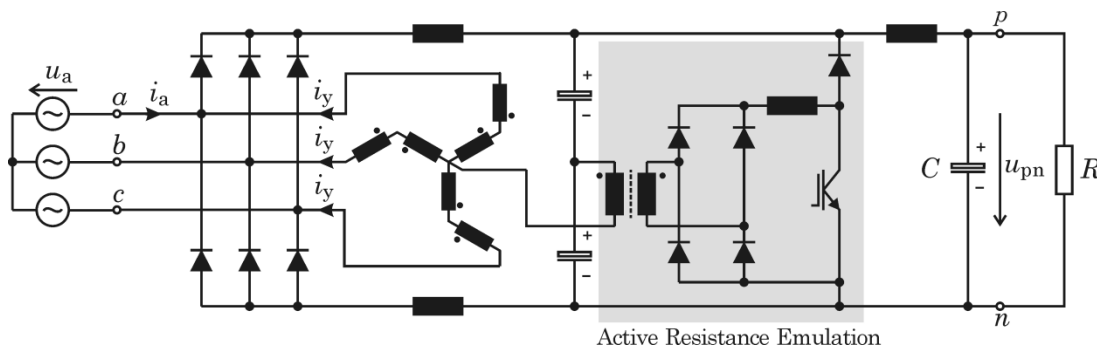 u_a
a
i_a
b
c
i_y
i_y
i_y
+
−
+
−
p
C
+
−
u_pn
R
n
Active Resistance Emulation